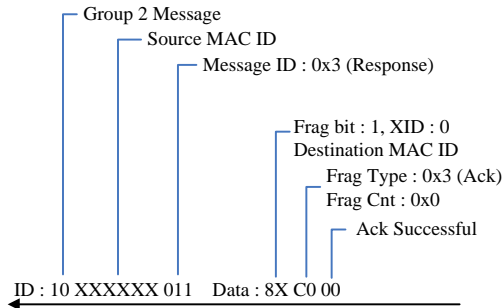 Group 2 Message
Source MAC ID
Message ID : 0x3 (Response)
Frag bit : 1, XID : 0
Destination MAC ID
Frag Type : 0x3 (Ack)
Frag Cnt : 0x0
Ack Successful
ID : 10 XXXXXX 011 Data : 8X C0 00